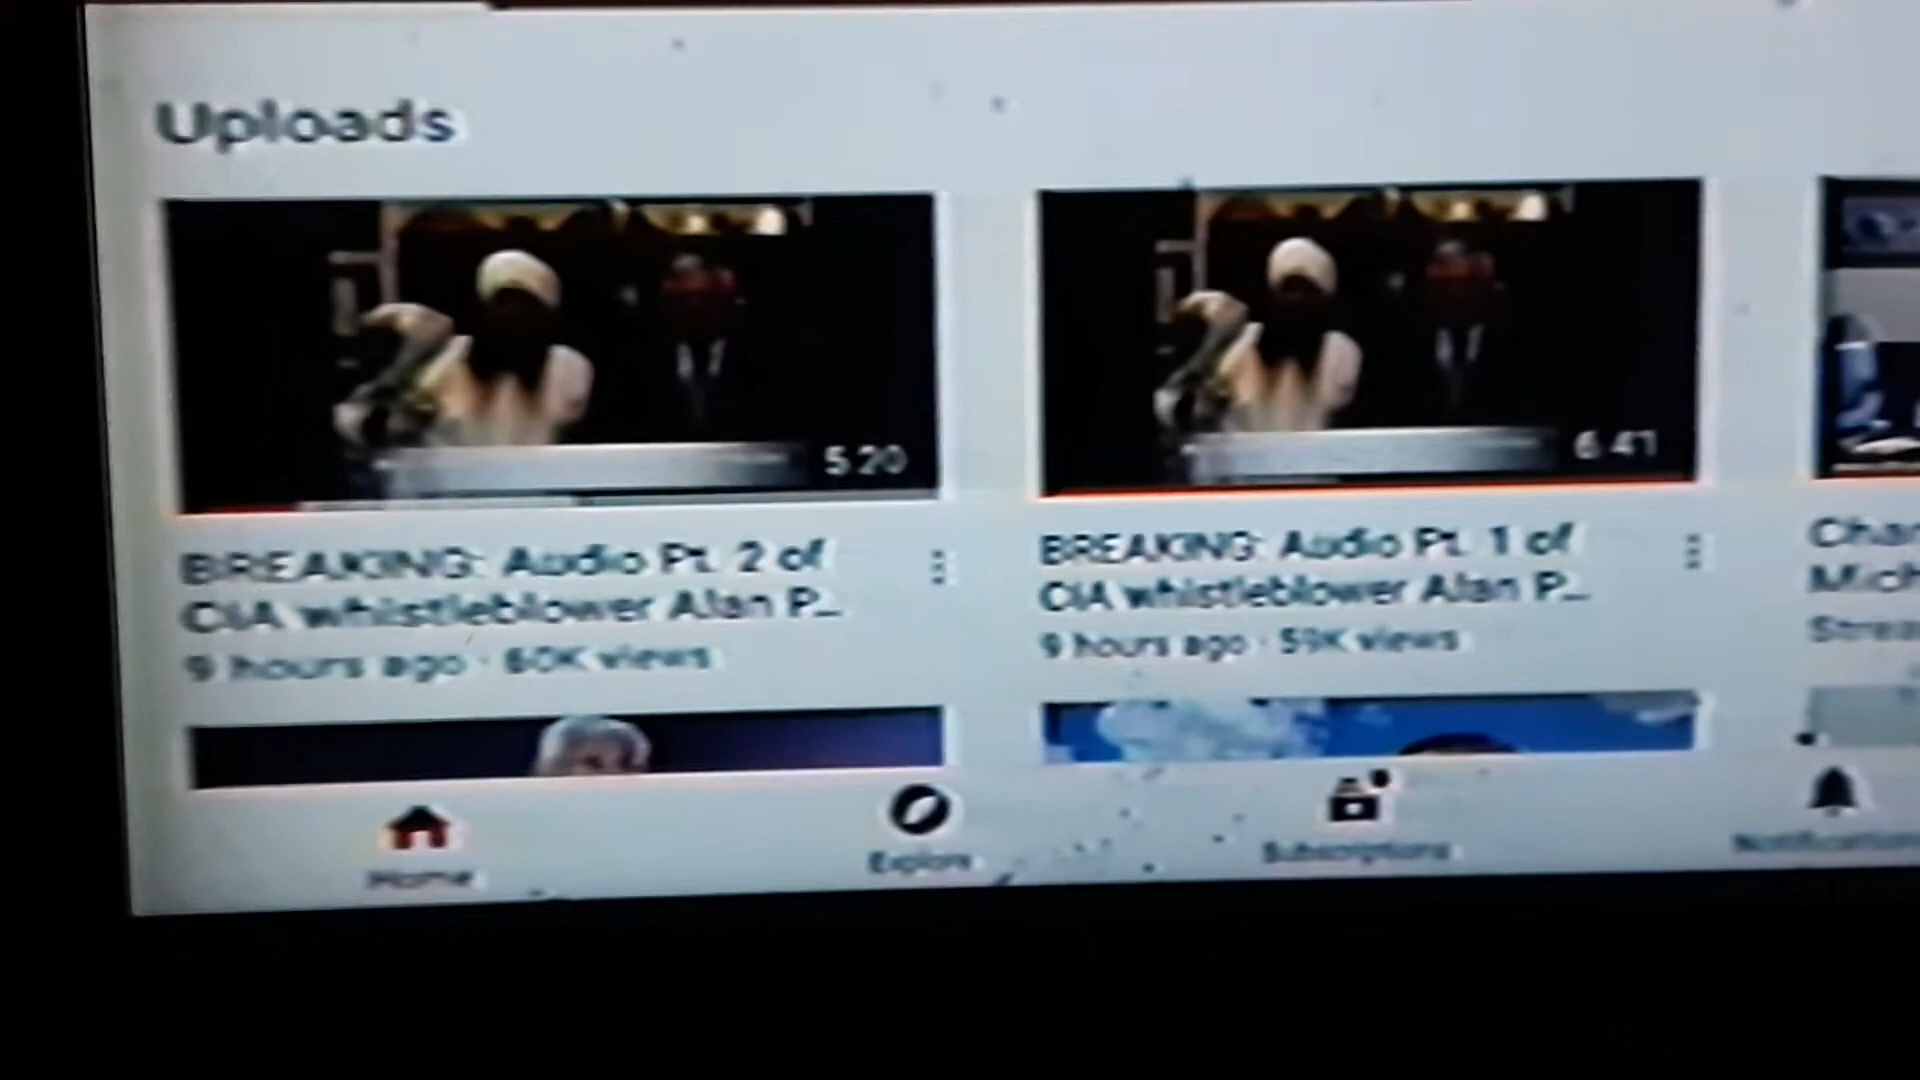 Uploads
5:20
6:41
BREAKING: Audio Pt. 2 of
CIA whistleblower Alan P...
9 hours ago · 60K views
BREAKING: Audio Pt. 1 of
CIA whistleblower Alan P...
9 hours ago · 59K views
Home
Explore
Subscriptions
Notifications